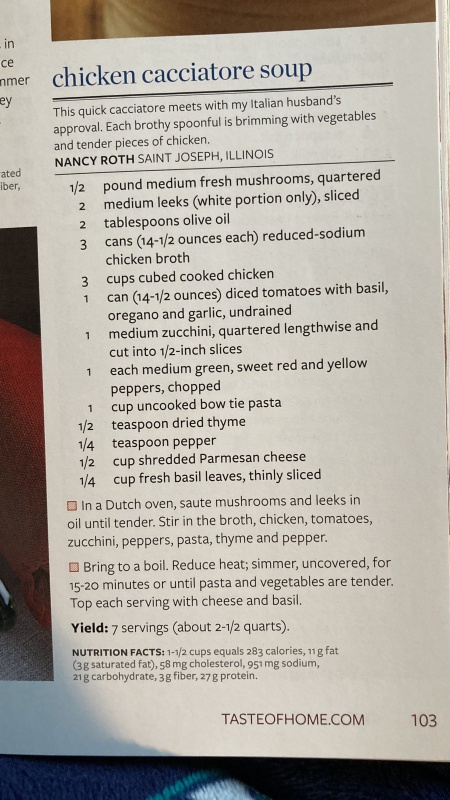 in
ce
mmer
ey
ated
iber,
chicken cacciatore soup
This quick cacciatore meets with my Italian husband's
approval. Each brothy spoonful is brimming with vegetables
and tender pieces of chicken.
NANCY ROTH SAINT JOSEPH, ILLINOIS
1/2 pound medium fresh mushrooms, quartered
2 medium leeks (white portion only), sliced
2 tablespoons olive oil
3 cans (14-1/2 ounces each) reduced-sodium
chicken broth
3 cups cubed cooked chicken
1 can (14-1/2 ounces) diced tomatoes with basil,
oregano and garlic, undrained
1 medium zucchini, quartered lengthwise and
cut into 1/2-inch slices
1 each medium green, sweet red and yellow
peppers, chopped
1 cup uncooked bow tie pasta
1/2 teaspoon dried thyme
1/4 teaspoon pepper
1/2 cup shredded Parmesan cheese
1/4 cup fresh basil leaves, thinly sliced
In a Dutch oven, saute mushrooms and leeks in
oil until tender. Stir in the broth, chicken, tomatoes,
zucchini, peppers, pasta, thyme and pepper.
Bring to a boil. Reduce heat; simmer, uncovered, for
15-20 minutes or until pasta and vegetables are tender.
Top each serving with cheese and basil.
Yield: 7 servings (about 2-1/2 quarts).
NUTRITION FACTS: 1-1/2 cups equals 283 calories, 11 g fat
(3 g saturated fat), 58 mg cholesterol, 951 mg sodium,
21 g carbohydrate, 3 g fiber, 27 g protein.
TASTEOFHOME.COM 103